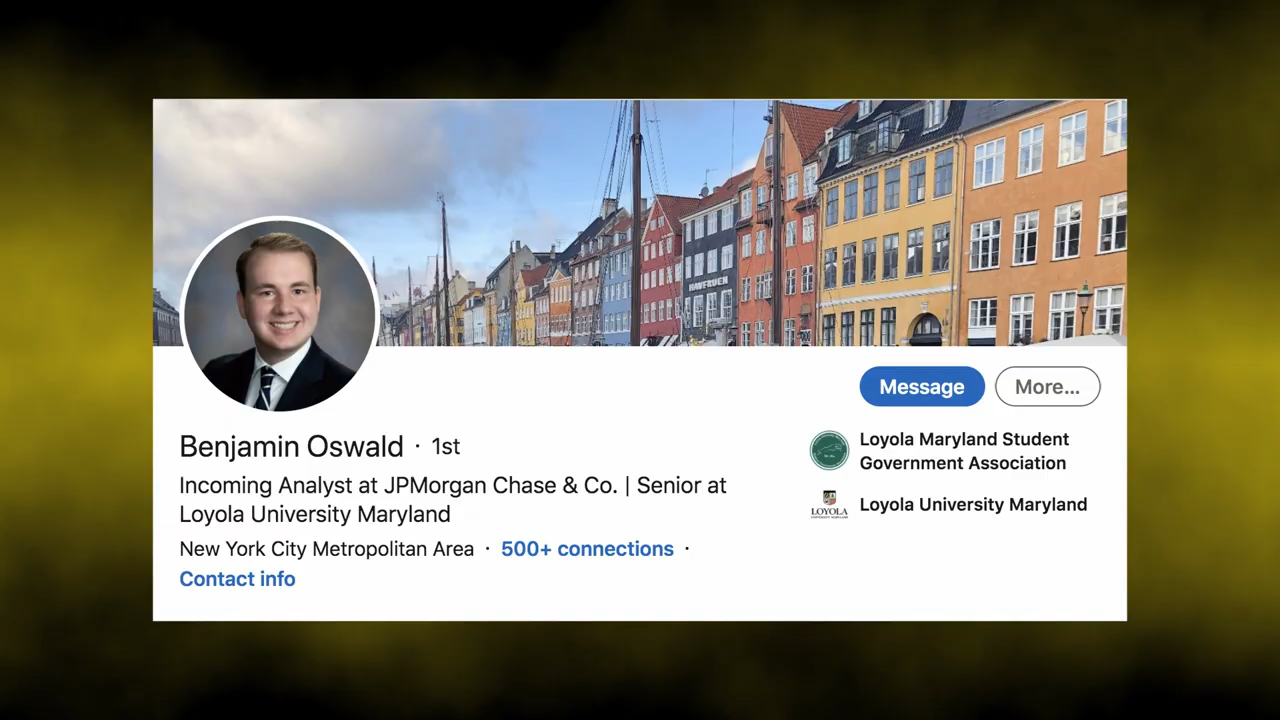 HAVFRUEN
Message
More...
Benjamin Oswald · 1st
Incoming Analyst at JPMorgan Chase & Co. | Senior at
Loyola University Maryland
New York City Metropolitan Area · 500+ connections ·
Contact info
Loyola Maryland Student
Government Association
LOYOLA
Loyola University Maryland